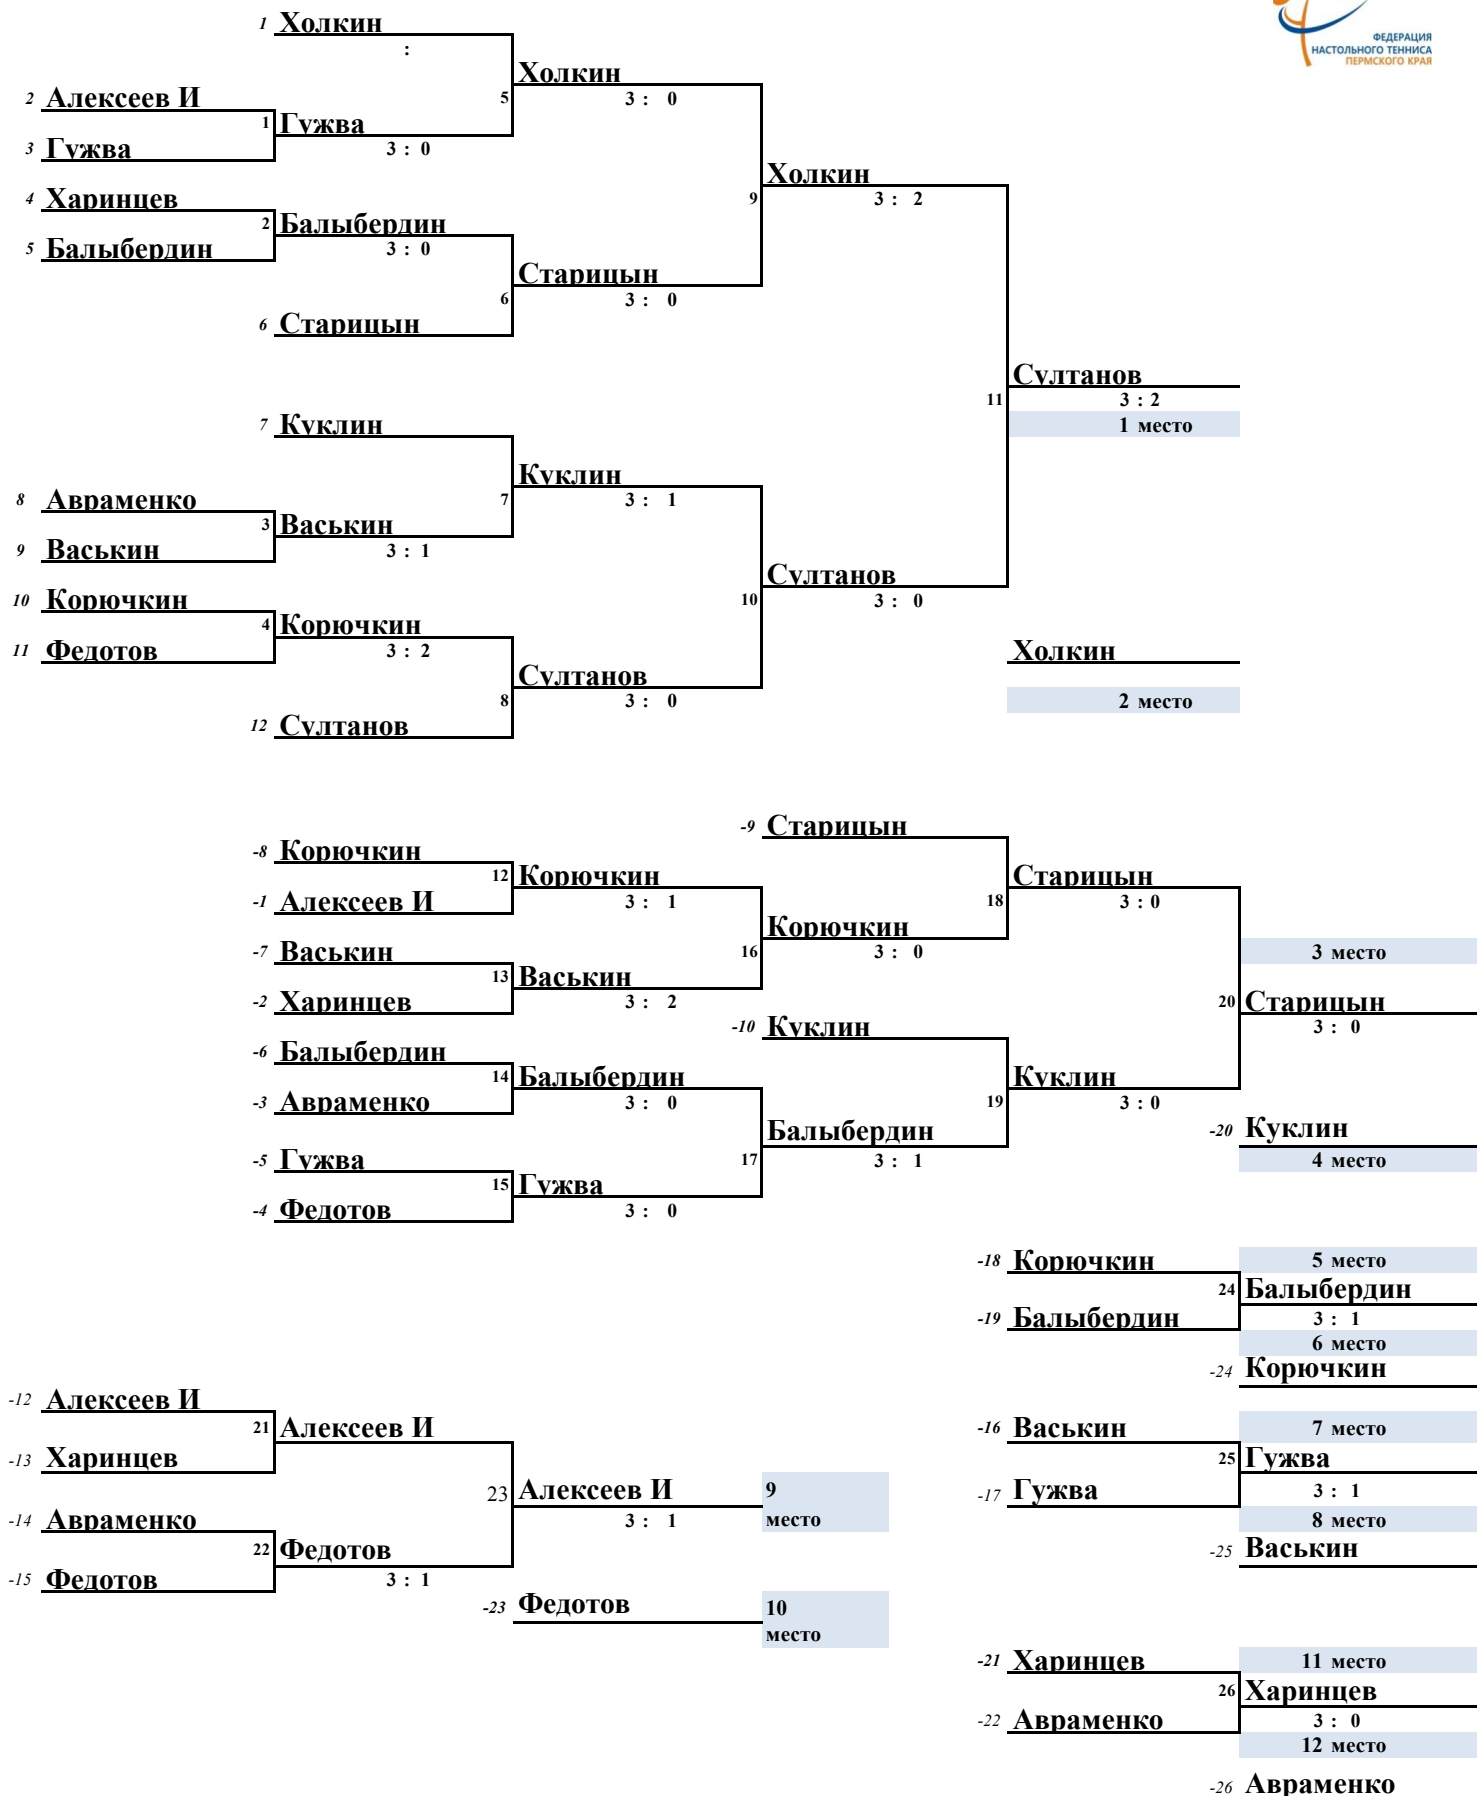 1 Холкин
:
ФЕДЕРАЦИЯ
НАСТОЛЬНОГО ТЕННИСА
ПЕРМСКОГО КРАЯ
Холкин
2 Алексеев И
5
3 : 0
1 Гужва
3 Гужва
3 : 0
Холкин
4 Харинцев
9
3 : 2
2 Балыбердин
5 Балыбердин
3 : 0
Старицын
6
3 : 0
6 Старицын
Султанов
11
3 : 2
7 Куклин
1 место
Куклин
8 Авраменко
7
3 : 1
3 Васькин
9 Васькин
3 : 1
Султанов
10 Корючкин
10
3 : 0
4 Корючкин
11 Федотов
3 : 2
Холкин
Султанов
8
3 : 0
2 место
12 Султанов
-9 Старицын
-8 Корючкин
12 Корючкин
Старицын
-1 Алексеев И
3 : 1
18
3 : 0
Корючкин
-7 Васькин
16
3 : 0
3 место
13 Васькин
-2 Харинцев
3 : 2
20 Старицын
-10 Куклин
3 : 0
-6 Балыбердин
14 Балыбердин
Куклин
-3 Авраменко
3 : 0
19
3 : 0
Балыбердин
-20 Куклин
-5 Гужва
17
3 : 1
4 место
15 Гужва
-4 Федотов
3 : 0
-18 Корючкин
5 место
24 Балыбердин
-19 Балыбердин
3 : 1
6 место
-24 Корючкин
-12 Алексеев И
21 Алексеев И
-16 Васькин
7 место
-13 Харинцев
25 Гужва
23 Алексеев И
9
-17 Гужва
3 : 1
-14 Авраменко
3 : 1
место
8 место
22 Федотов
-25 Васькин
-15 Федотов
3 : 1
-23 Федотов
10
место
-21 Харинцев
11 место
26 Харинцев
-22 Авраменко
3 : 0
12 место
-26 Авраменко